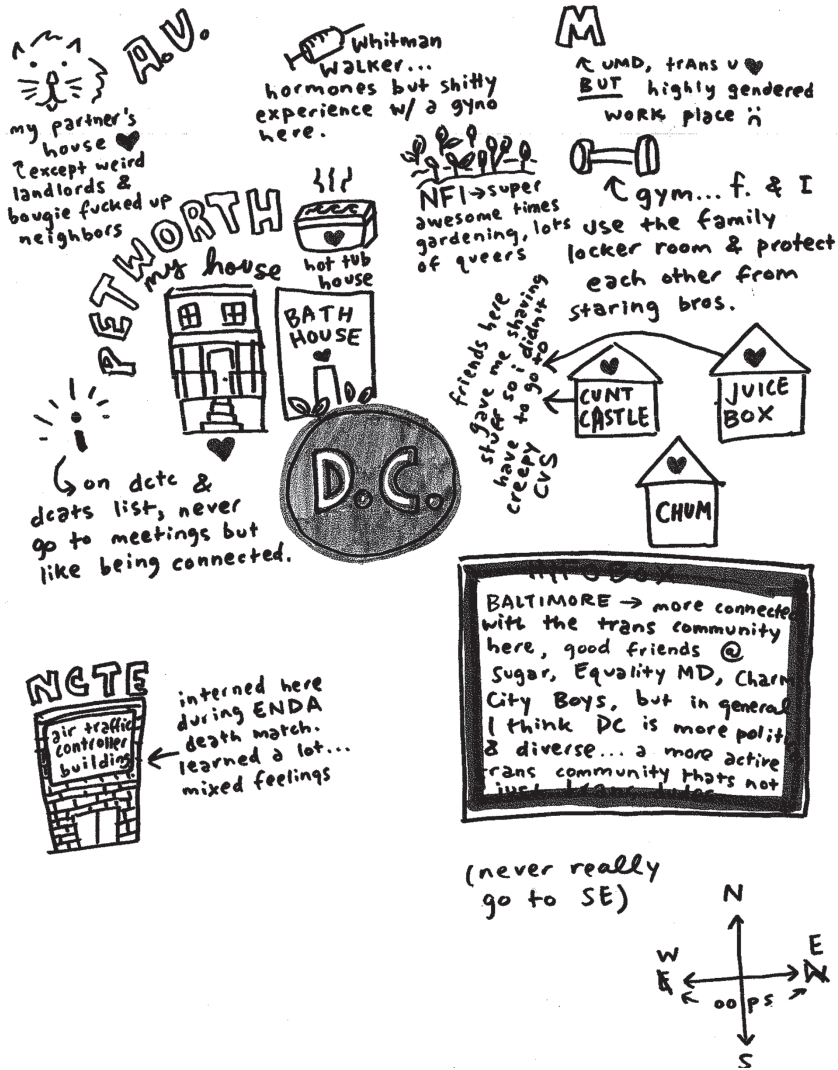 A.V.
my partner's
house
except weird
landlords &
bougie fucked up
neighbors
Whitman
Walker...
hormones but shitty
experience w/ a gyno
here.
M
UMD, trans u
BUT highly gendered
work place
NFI → super
awesome times
gardening, lots
of queers
gym... f. & I
use the family
locker room & protect
each other from
staring bros.
PETWORTH
my house
hot tub
house
BATH
HOUSE
friends here
gave me shaving
stuff so i didn't
have to go to
creepy
CVS
CUNT
CASTLE
JUICE
BOX
CHUM
D.C.
i
on dctc &
dcats list, never
go to meetings but
like being connected.
BALTIMORE → more connected
with the trans community
here, good friends @
Sugar, Equality MD, Charm
City Boys, but in general
I think DC is more polit
& diverse... a more active
trans community thats not
NCTE
air traffic
controller
building
interned here
during ENDA
death match.
learned a lot...
mixed feelings
(never really
go to SE)
N
W
E
oops
S